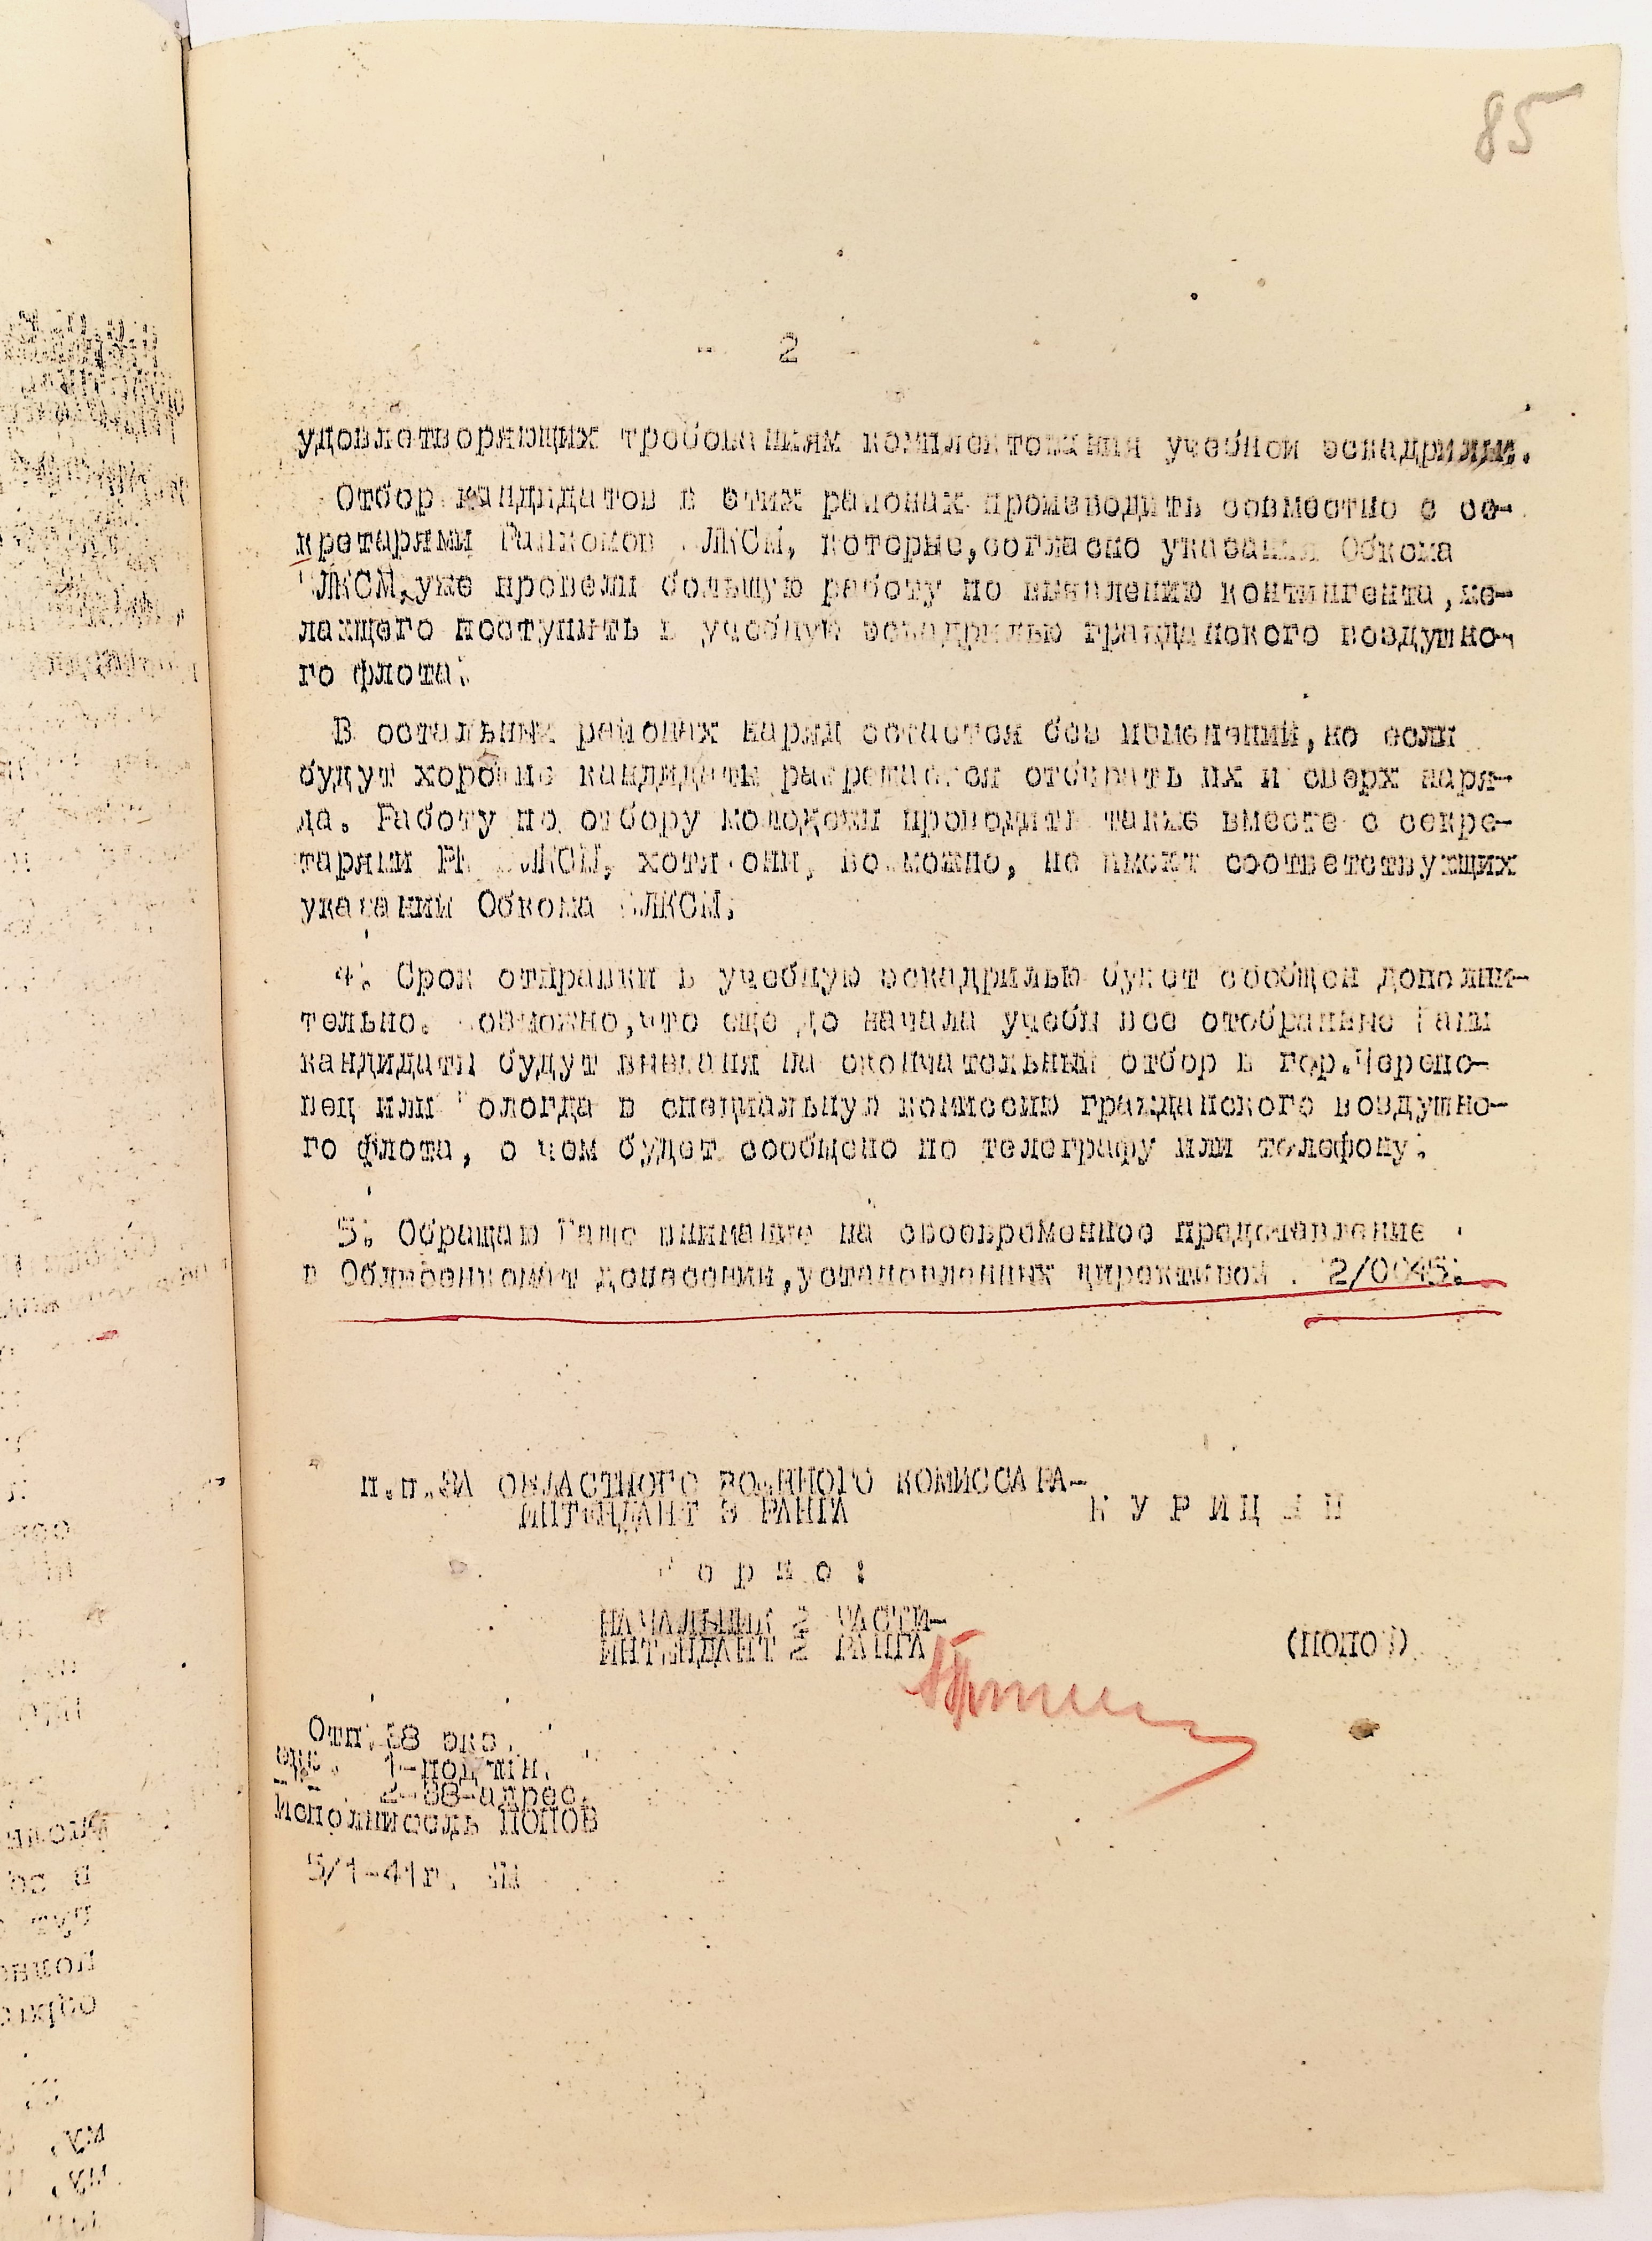 85
- 2 -
удовлетворяющих требованиям комплектования учебной эскадрильи.
Отбор кандидатов в этих районах производить совместно с се-
кретарями Райкомов ВЛКСМ, которые,согласно указания Обкома
ВЛКСМ,уже провели большую работу по выявлению контингента,же-
лающего поступить в учебную эскадрилью гражданского воздушно-
го флота.
В остальных районах наряд остается без изменений,но если
будут хорошие кандидаты разрешается отбирать их и сверх наря-
да. Работу по отбору молодежи проводить также вместе с секре-
тарями РК ВЛКСМ, хотя они, возможно, не имеют соответствующих
указаний Обкома ВЛКСМ.
4. Срок отправки в учебную эскадрилью будет сообщен дополни-
тельно. Возможно,что еще до начала учебы все отобранные Вами
кандидаты будут вызваны на окончательный отбор в гор.Черепо-
вец или Вологда в специальную комиссию гражданского воздушно-
го флота, о чем будет сообщено по телеграфу или телефону.
5. Обращаю Ваше внимание на своевременное представление
в Облвоенкомат донесений,установленных директивой 2/0045.
п.п.ЗА ОБЛАСТНОГО ВОЕННОГО КОМИССАРА-
ИНТЕНДАНТ 3 РАНГА
К У Р И Ц Ы Н
В е р н о :
НАЧАЛЬНИК 2 ЧАСТИ-
ИНТЕНДАНТ РАНГА
(ПОПОВ)
Отп. 58 экз.
экз. 1-подшин.
-"- 2-58-адрес.
Исполнитель ПОПОВ
5/1-41г.